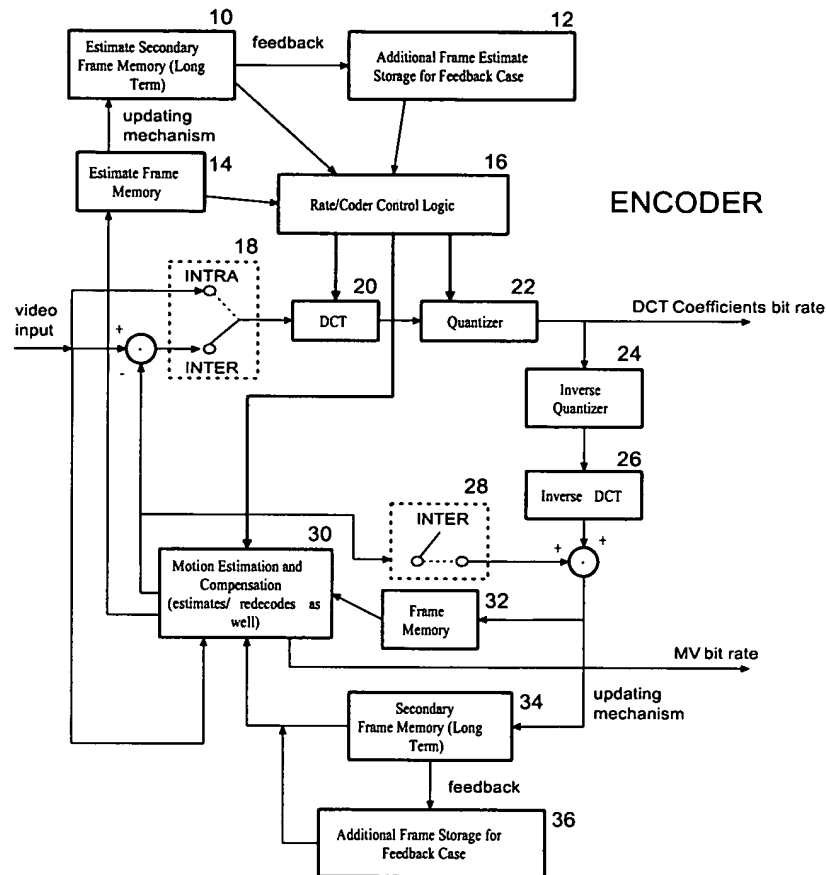 10
Estimate Secondary
Frame Memory (Long
Term)
feedback
12
Additional Frame Estimate
Storage for Feedback Case
updating
mechanism
14
Estimate Frame
Memory
16
Rate/Coder Control Logic
ENCODER
18
INTRA
INTER
video
input
+
-
20
DCT
22
Quantizer
DCT Coefficients bit rate
24
Inverse
Quantizer
26
Inverse DCT
28
INTER
+
+
30
Motion Estimation and
Compensation
(estimates/ redecodes as
well)
32
Frame
Memory
MV bit rate
updating
mechanism
34
Secondary
Frame Memory (Long
Term)
feedback
36
Additional Frame Storage for
Feedback Case